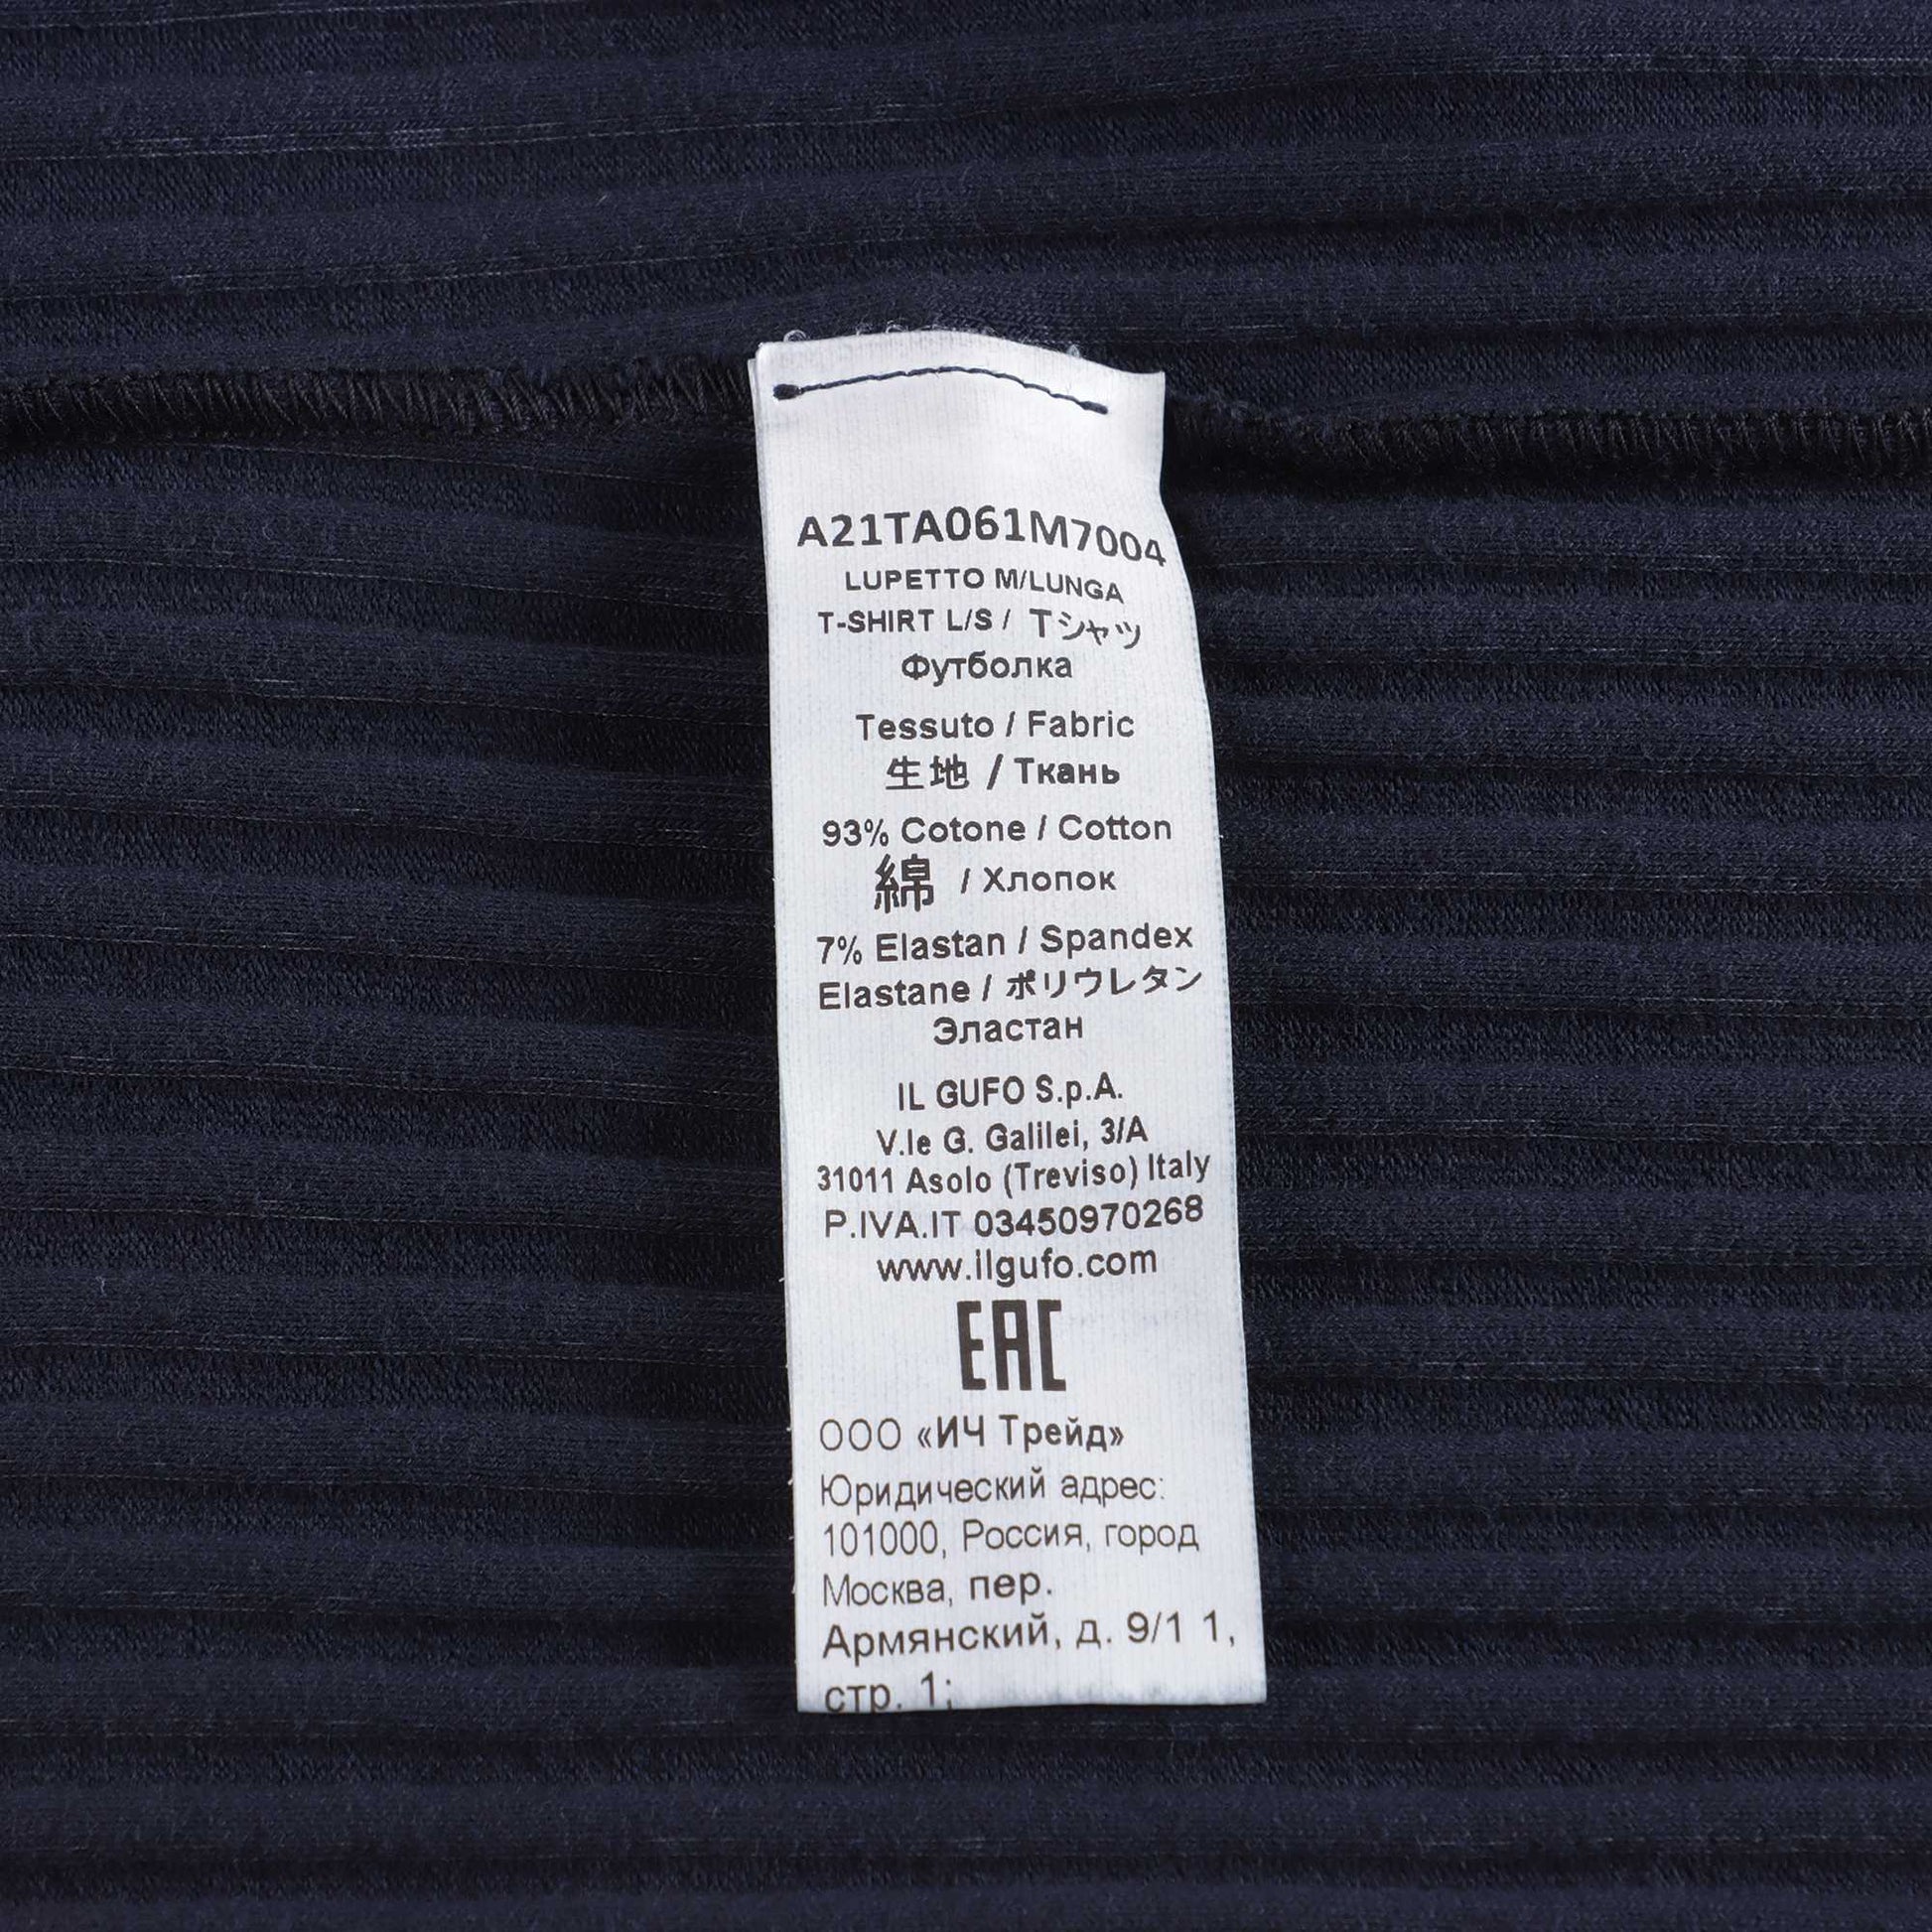 A21TA061M7004
LUPETTO M/LUNGA
T-SHIRT L/S / Tシャツ
Футболка
Tessuto / Fabric
生地 / Ткань
93% Cotone / Cotton
綿 / Хлопок
7% Elastan / Spandex
Elastane / ポリウレタン
Эластан
IL GUFO S.p.A.
V.le G. Galilei, 3/A
31011 Asolo (Treviso) Italy
P.IVA.IT 03450970268
www.ilgufo.com
EAC
ООО «ИЧ Трейд»
Юридический адрес:
101000, Россия, город
Москва, пер.
Армянский, д. 9/1 1,
стр. 1;